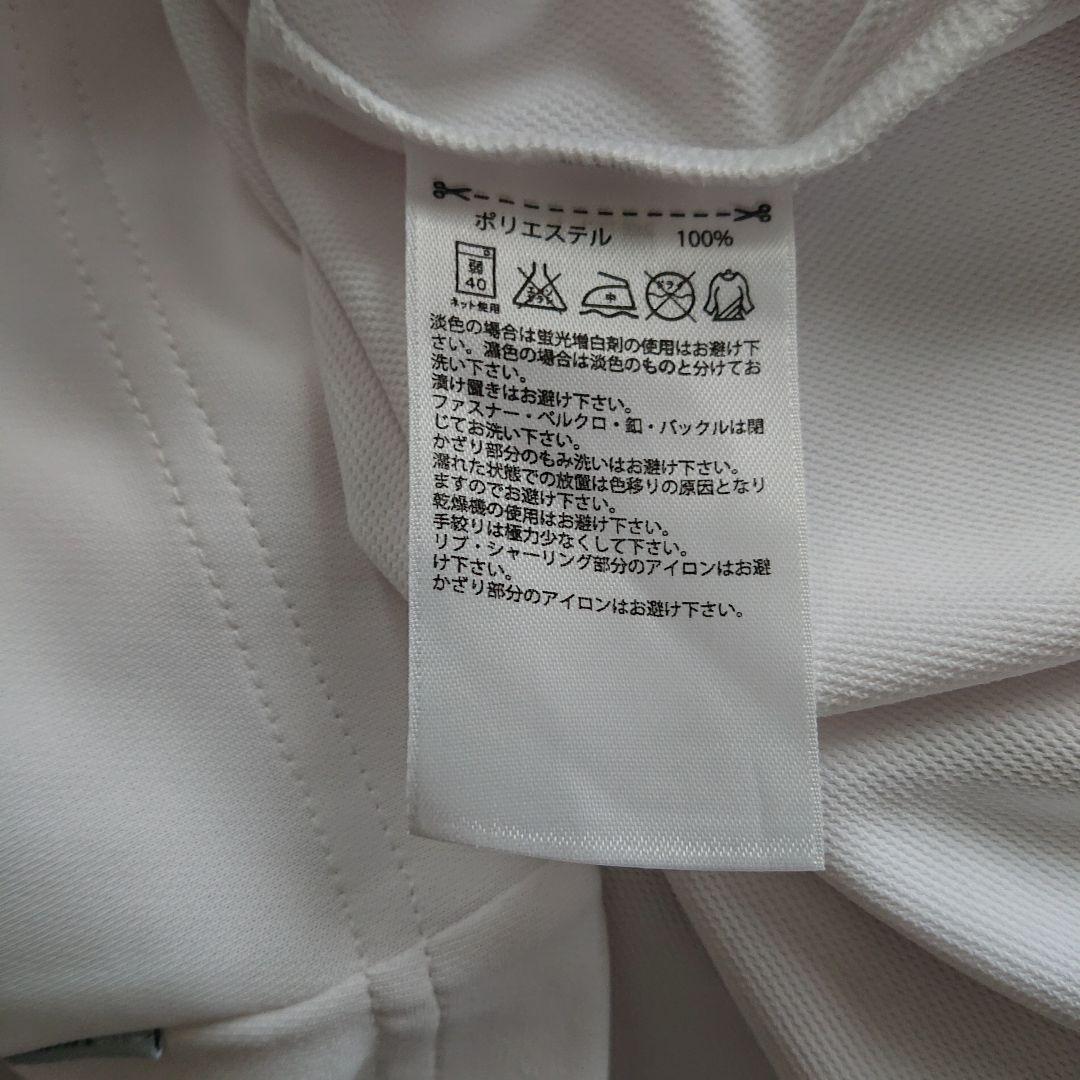 ポリエステル 100%
弱
40
ネット使用
エンソ
サラシ
中
ドライ
淡色の場合は蛍光増白剤の使用はお避け下
さい。濃色の場合は淡色のものと分けてお
洗い下さい。
漬け置きはお避け下さい。
ファスナー・ベルクロ・釦・バックルは閉
じてお洗い下さい。
かざり部分のもみ洗いはお避け下さい。
濡れた状態での放置は色移りの原因となり
ますのでお避け下さい。
乾燥機の使用はお避け下さい。
手絞りは極力少なくして下さい。
リブ・シャーリング部分のアイロンはお避
け下さい。
かざり部分のアイロンはお避け下さい。